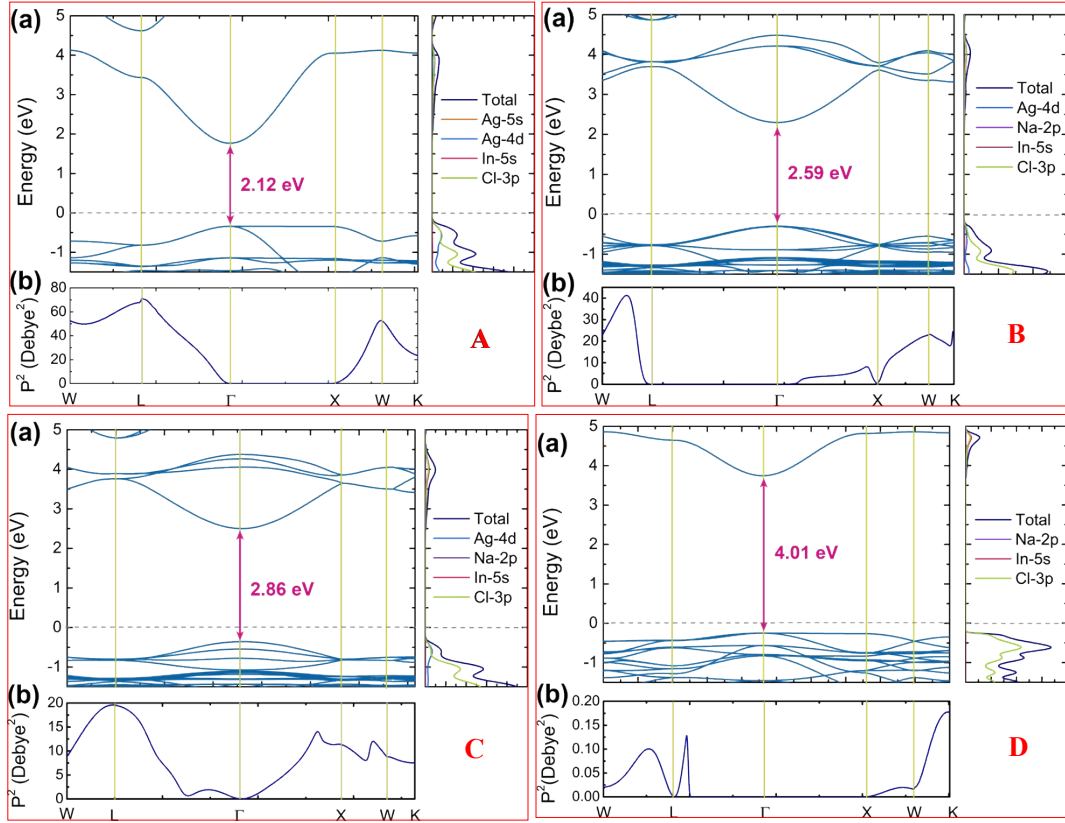 (a)
Energy (eV)
5
4
3
2
1
0
-1
2.12 eV
Total
Ag-5s
Ag-4d
In-5s
Cl-3p
(b)
P² (Debye²)
80
60
40
20
0
W L Γ X W K
A
(a)
Energy (eV)
5
4
3
2
1
0
-1
2.59 eV
Total
Ag-4d
Na-2p
In-5s
Cl-3p
(b)
P² (Deybe²)
40
30
20
10
0
W L Γ X W K
B
(a)
Energy (eV)
5
4
3
2
1
0
-1
2.86 eV
Total
Ag-4d
Na-2p
In-5s
Cl-3p
(b)
P² (Debye²)
20
15
10
5
0
W L Γ X W K
C
(a)
Energy (eV)
5
4
3
2
1
0
-1
4.01 eV
Total
Na-2p
In-5s
Cl-3p
(b)
P²(Debye²)
0.20
0.15
0.10
0.05
0.00
W L Γ X W K
D